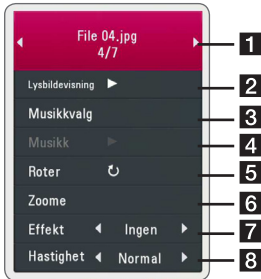 File 04.jpg
4/7
1
Lysbildevisning
2
Musikkvalg
3
Musikk
4
Roter
5
Zoome
6
Effekt Ingen
7
Hastighet Normal
8